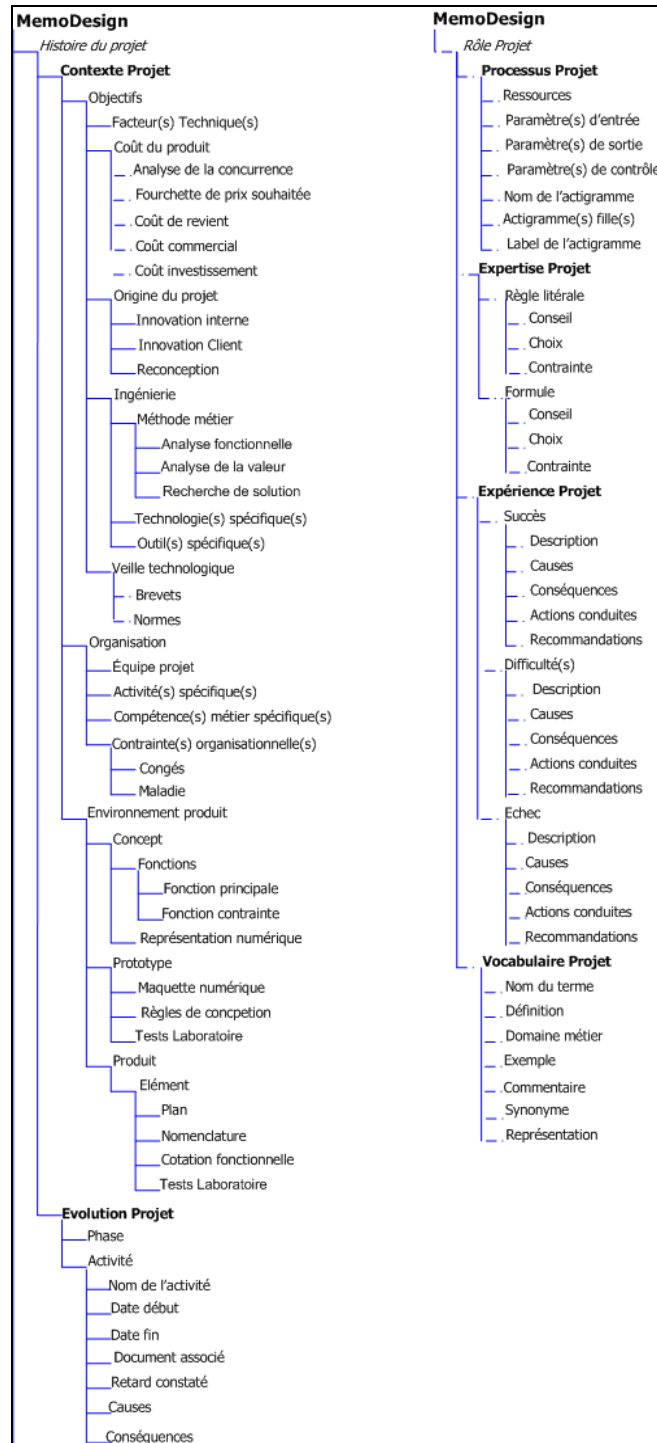 MemoDesign
Histoire du projet
Contexte Projet
Objectifs
Facteur(s) Technique(s)
Coût du produit
Analyse de la concurrence
Fourchette de prix souhaitée
Coût de revient
Coût commercial
Coût investissement
Origine du projet
Innovation interne
Innovation Client
Reconception
Ingénierie
Méthode métier
Analyse fonctionnelle
Analyse de la valeur
Recherche de solution
Technologie(s) spécifique(s)
Outil(s) spécifique(s)
Veille technologique
Brevets
Normes
Organisation
Équipe projet
Activité(s) spécifique(s)
Compétence(s) métier spécifique(s)
Contrainte(s) organisationnelle(s)
Congés
Maladie
Environnement produit
Concept
Fonctions
Fonction principale
Fonction contrainte
Représentation numérique
Prototype
Maquette numérique
Règles de concpetion
Tests Laboratoire
Produit
Elément
Plan
Nomenclature
Cotation fonctionnelle
Tests Laboratoire
Evolution Projet
Phase
Activité
Nom de l'activité
Date début
Date fin
Document associé
Retard constaté
Causes
Conséquences
MemoDesign
Rôle Projet
Processus Projet
Ressources
Paramètre(s) d'entrée
Paramètre(s) de sortie
Paramètre(s) de contrôle
Nom de l'actigramme
Actigramme(s) fille(s)
Label de l'actigramme
Expertise Projet
Règle litérale
Conseil
Choix
Contrainte
Formule
Conseil
Choix
Contrainte
Expérience Projet
Succès
Description
Causes
Conséquences
Actions conduites
Recommandations
Difficulté(s)
Description
Causes
Conséquences
Actions conduites
Recommandations
Echec
Description
Causes
Conséquences
Actions conduites
Recommandations
Vocabulaire Projet
Nom du terme
Définition
Domaine métier
Exemple
Commentaire
Synonyme
Représentation